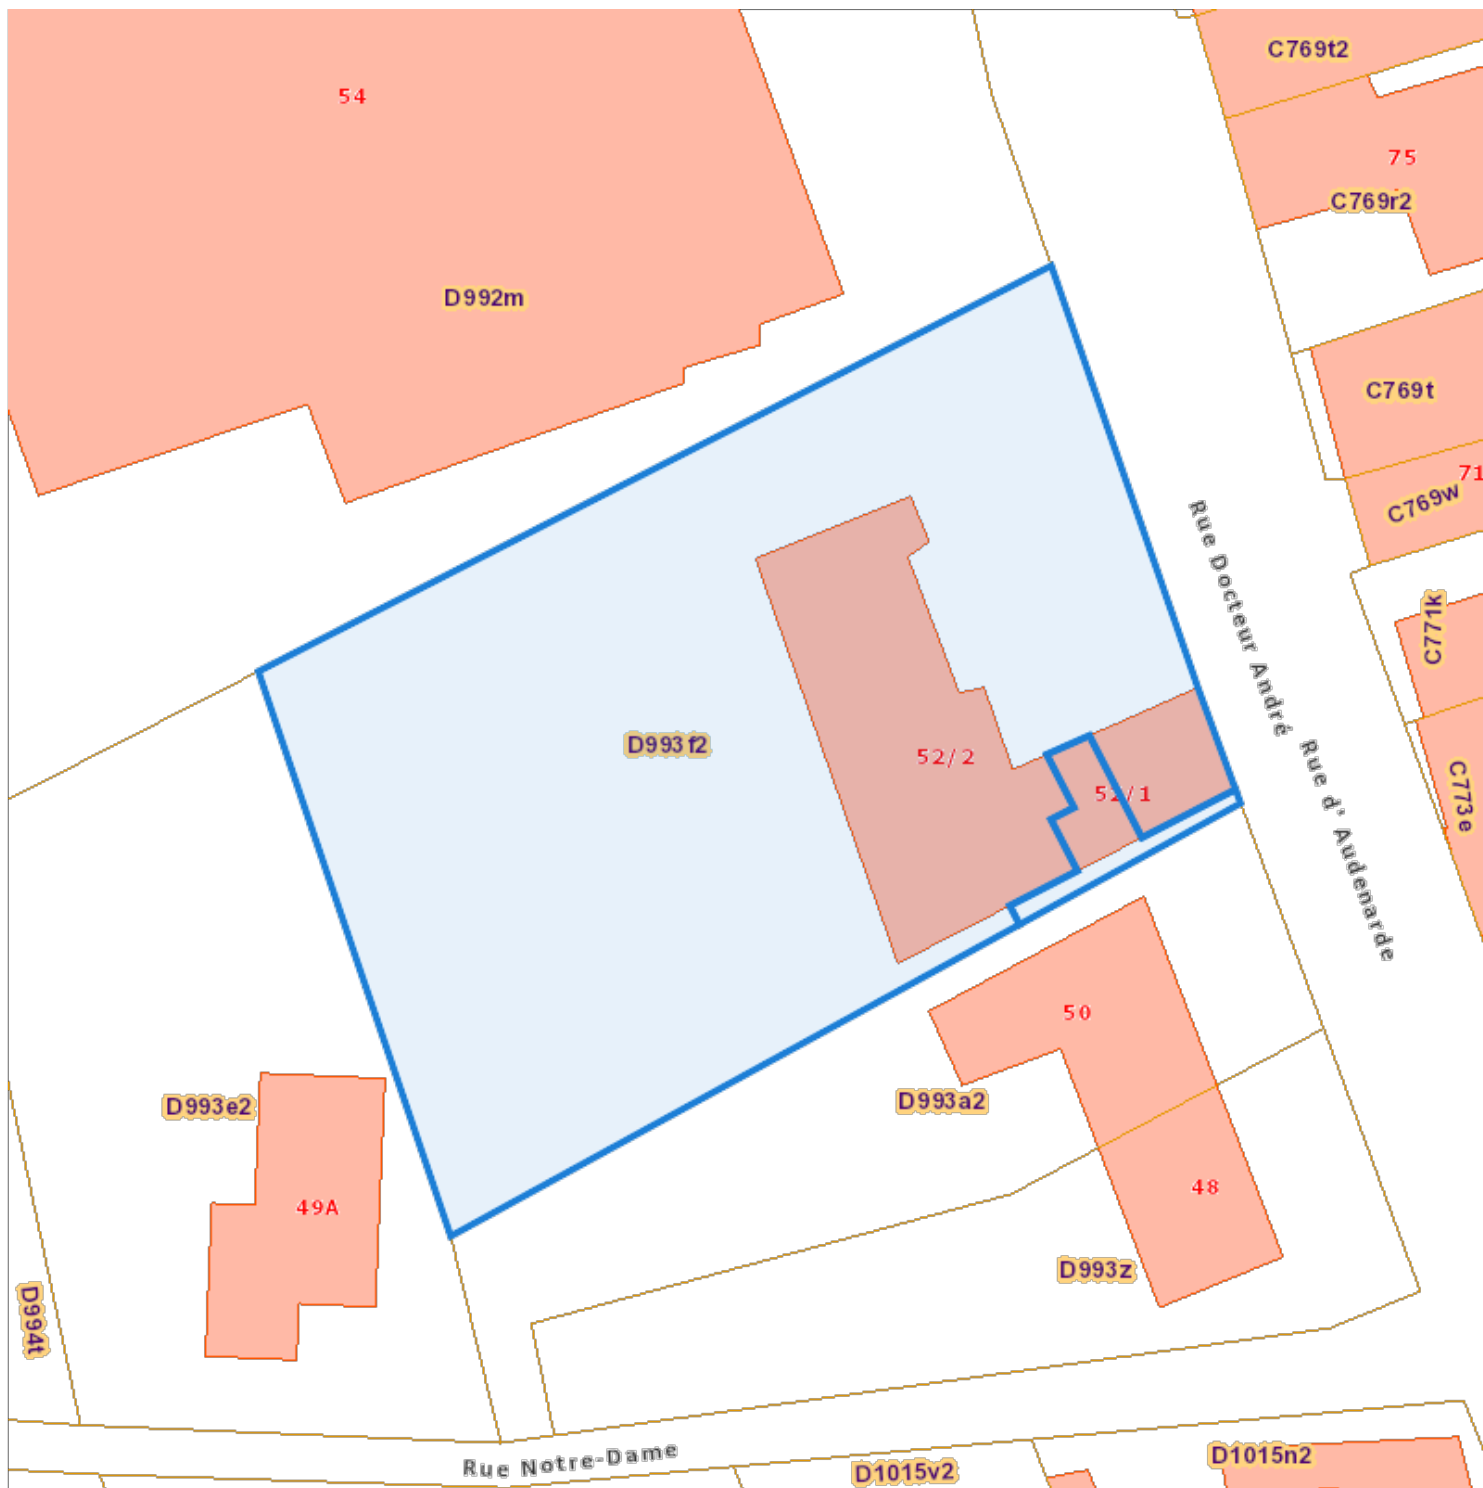 C769t2
54
75
C769r2
D992m
C769t
71
C769w
Rue Docteur André
C771k
D993f2
52/2
52/1
Rue d'Audenarde
C773e
50
D993e2
D993a2
49A
48
D993z
D994t
Rue Notre-Dame
D1015v2
D1015n2